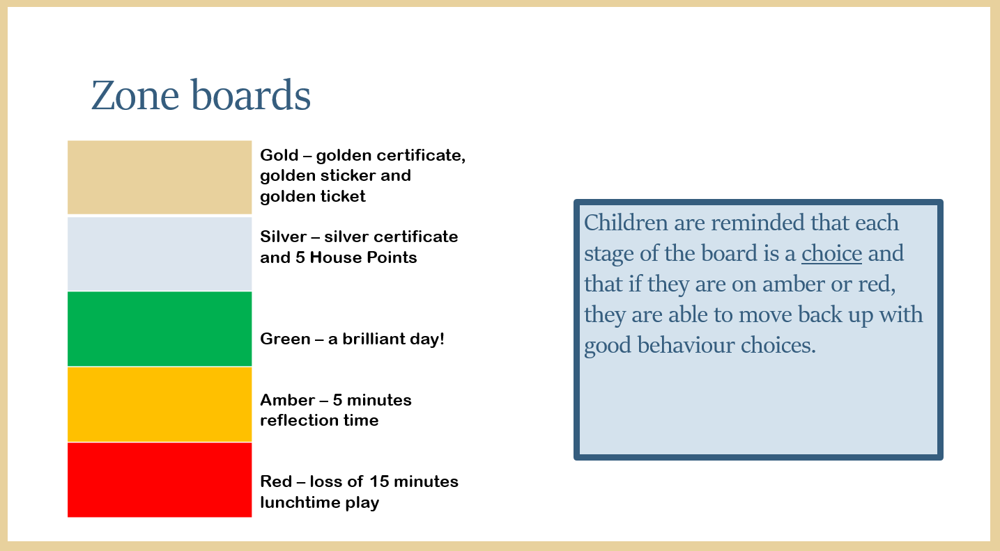 Zone boards
Gold – golden certificate,
golden sticker and
golden ticket
Silver – silver certificate
and 5 House Points
Green – a brilliant day!
Amber – 5 minutes
reflection time
Red – loss of 15 minutes
lunchtime play
Children are reminded that each
stage of the board is a choice and
that if they are on amber or red,
they are able to move back up with
good behaviour choices.